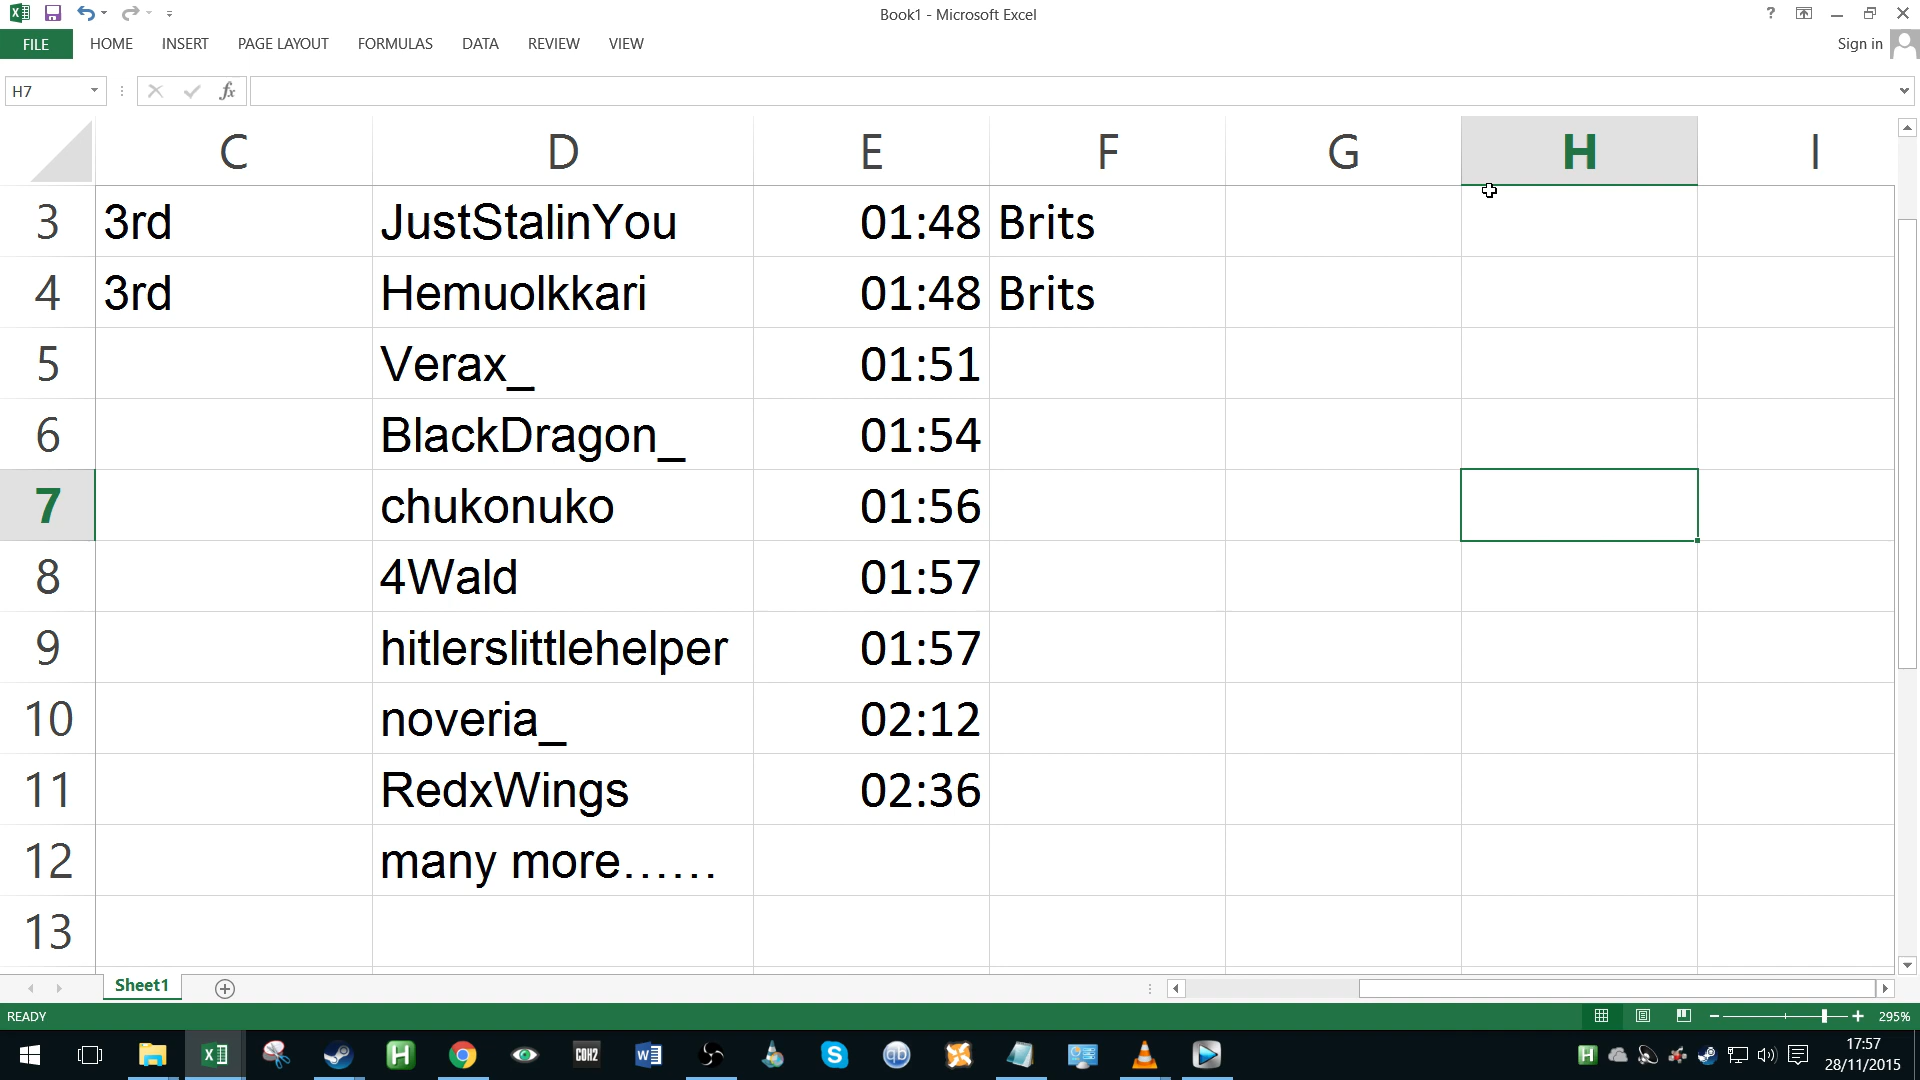 Book1 - Microsoft Excel
?
FILE HOME INSERT PAGE LAYOUT FORMULAS DATA REVIEW VIEW Sign in
H7 fx
C D E F G H I
3 3rd JustStalinYou 01:48 Brits
4 3rd Hemuolkkari 01:48 Brits
5 Verax_ 01:51
6 BlackDragon_ 01:54
7 chukonuko 01:56
8 4Wald 01:57
9 hitlerslittlehelper 01:57
10 noveria_ 02:12
11 RedxWings 02:36
12 many more......
13
Sheet1
READY 295%
COH2 qb 17:57
28/11/2015